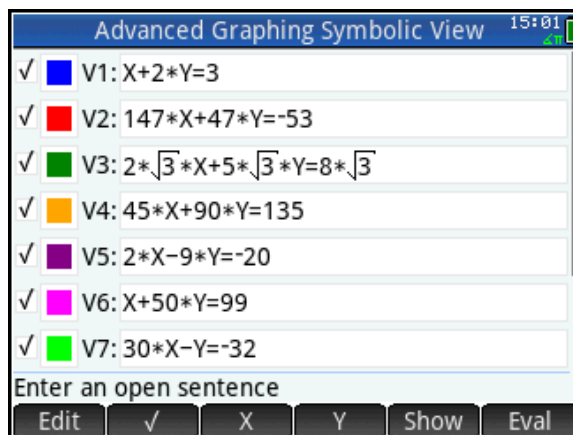 Advanced Graphing Symbolic View 15:01
∡π
√ V1: X+2*Y=3
√ V2: 147*X+47*Y=-53
√ V3: 2*√3*X+5*√3*Y=8*√3
√ V4: 45*X+90*Y=135
√ V5: 2*X-9*Y=-20
√ V6: X+50*Y=99
√ V7: 30*X-Y=-32
Enter an open sentence
Edit √ X Y Show Eval